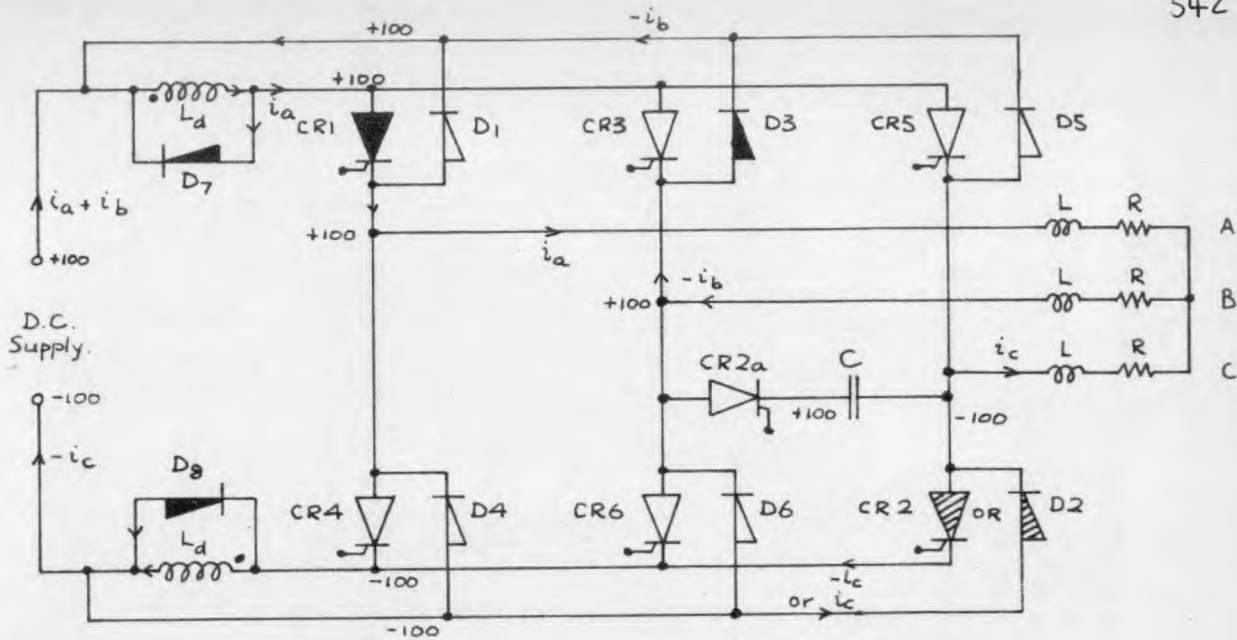 542
+100
-i_b
+100
L_d
i_a
CR1
D1
CR3
D3
CR5
D5
D7
i_a + i_b
+100
+100
i_a
L
R
A
-i_b
+100
L
R
B
D.C.
Supply.
i_c
L
R
C
CR2a
C
+100
-100
-100
-i_c
D8
L_d
CR4
D4
CR6
D6
CR2
OR
D2
-100
-i_c
or i_c
-100